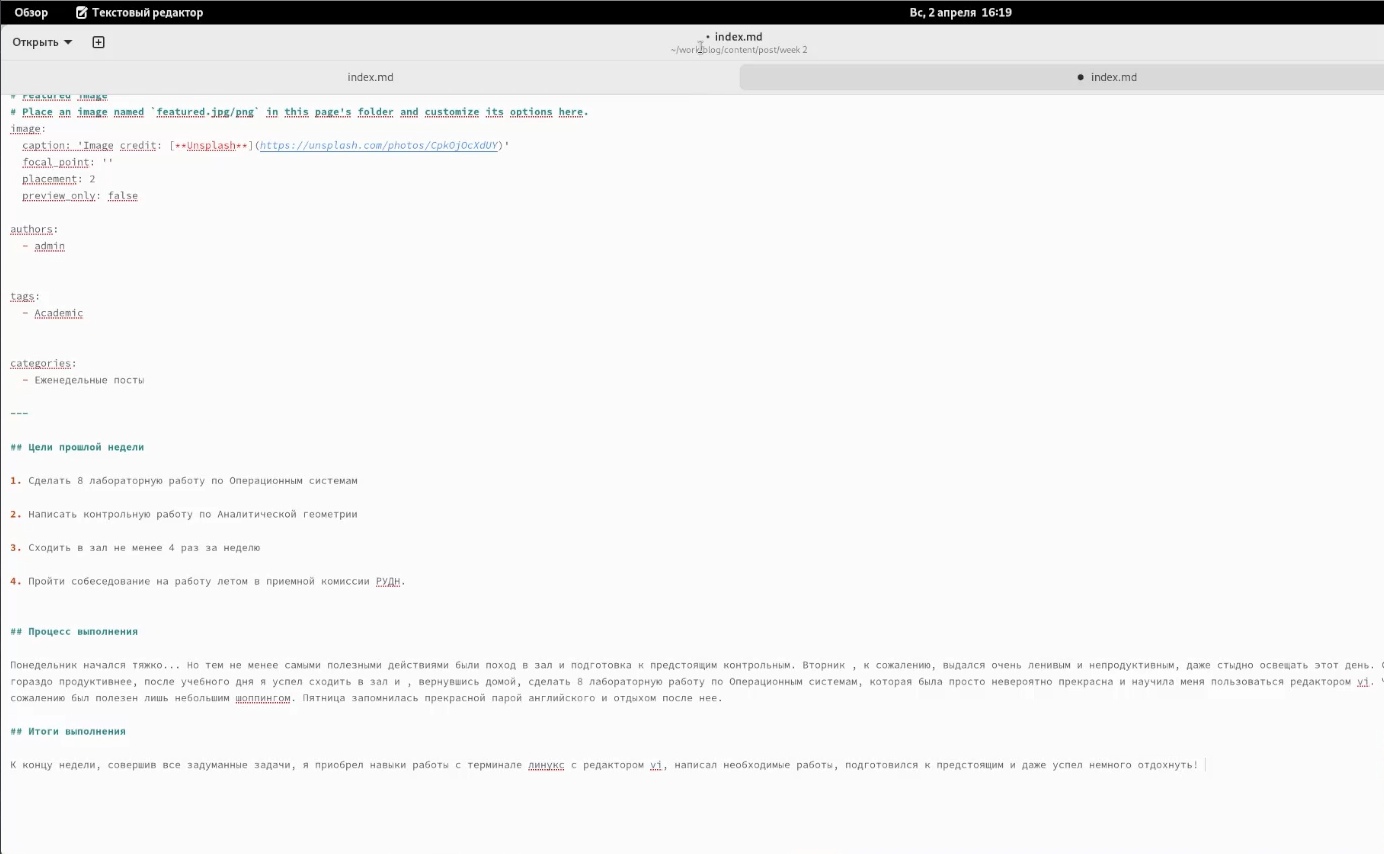 Обзор
Текстовый редактор
Вс, 2 апреля 16:19
Открыть
• index.md
~/work/blog/content/post/week 2
index.md
● index.md
# Featured image
# Place an image named `featured.jpg/png` in this page's folder and customize its options here.
image:
caption: 'Image credit: [**Unsplash**](https://unsplash.com/photos/CpkOjOcXdUY)'
focal_point: ''
placement: 2
preview_only: false
authors:
- admin
tags:
- Academic
categories:
- Еженедельные посты
---
## Цели прошлой недели
1. Сделать 8 лабораторную работу по Операционным системам
2. Написать контрольную работу по Аналитической геометрии
3. Сходить в зал не менее 4 раз за неделю
4. Пройти собеседование на работу летом в приемной комиссии РУДН.
## Процесс выполнения
Понедельник начался тяжко... Но тем не менее самыми полезными действиями были поход в зал и подготовка к предстоящим контрольным. Вторник , к сожалению, выдался очень ленивым и непродуктивным, даже стыдно освещать этот день.
гораздо продуктивнее, после учебного дня я успел сходить в зал и , вернувшись домой, сделать 8 лабораторную работу по Операционным системам, которая была просто невероятно прекрасна и научила меня пользоваться редактором vi.
сожалению был полезен лишь небольшим шоппингом. Пятница запомнилась прекрасной парой английского и отдыхом после нее.
## Итоги выполнения
К концу недели, совершив все задуманные задачи, я приобрел навыки работы с терминале линукс с редактором vi, написал необходимые работы, подготовился к предстоящим и даже успел немного отдохнуть!